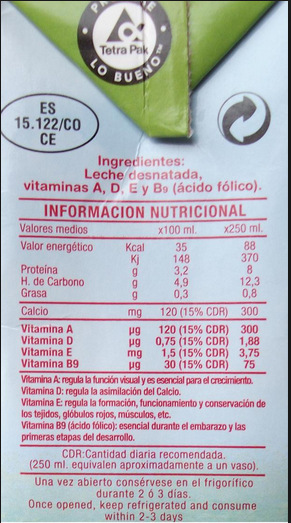 PROTEGE
Tetra Pak
LO BUENO™
ES
15.122/CO
CE
Ingredientes:
Leche desnatada,
vitaminas A, D, E y B9 (ácido fólico).
INFORMACION NUTRICIONAL
Valores medios x100 ml. x250 ml.
Valor energético Kcal 35 88
Kj 148 370
Proteína g 3,2 8
H. de Carbono g 4,9 12,3
Grasa g 0,3 0,8
Calcio mg 120 (15% CDR) 300
Vitamina A µg 120 (15% CDR) 300
Vitamina D µg 0,75 (15% CDR) 1,88
Vitamina E mg 1,5 (15% CDR) 3,75
Vitamina B9 µg 30 (15% CDR) 75
Vitamina A: regula la función visual y es esencial para el crecimiento.
Vitamina D: regula la asimilación del Calcio.
Vitamina E: regula la formación, funcionamiento y conservación de
los tejidos, glóbulos rojos, músculos, etc.
Vitamina B9 (ácido fólico): esencial durante el embarazo y las
primeras etapas del desarrollo.
CDR:Cantidad diaria recomendada.
(250 ml. equivalen aproximadamente a un vaso).
Una vez abierto consérvese en el frigorífico
durante 2 ó 3 días.
Once opened, keep refrigerated and consume
within 2-3 days